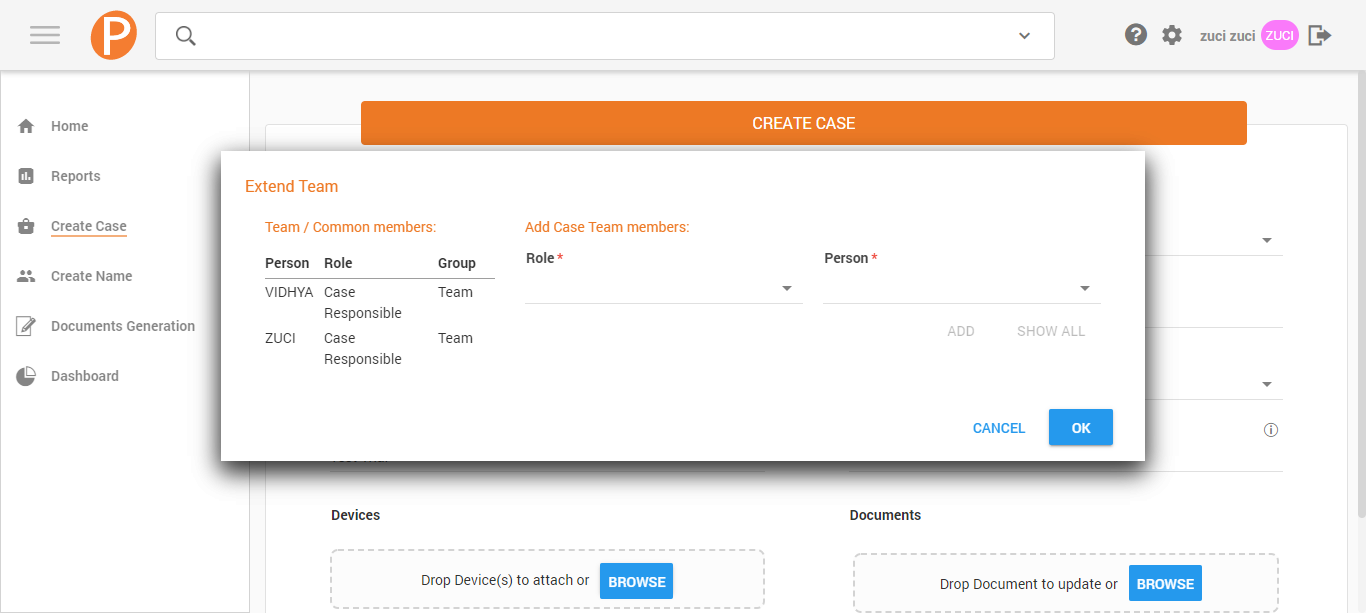 P
zuci zuci ZUCI
Home
Reports
Create Case
Create Name
Documents Generation
Dashboard
CREATE CASE
Extend Team
Team / Common members:
Person Role Group
VIDHYA Case Team
Responsible
ZUCI Case Team
Responsible
Add Case Team members:
Role * Person *
ADD SHOW ALL
CANCEL OK
Devices
Drop Device(s) to attach or BROWSE
Documents
Drop Document to update or BROWSE